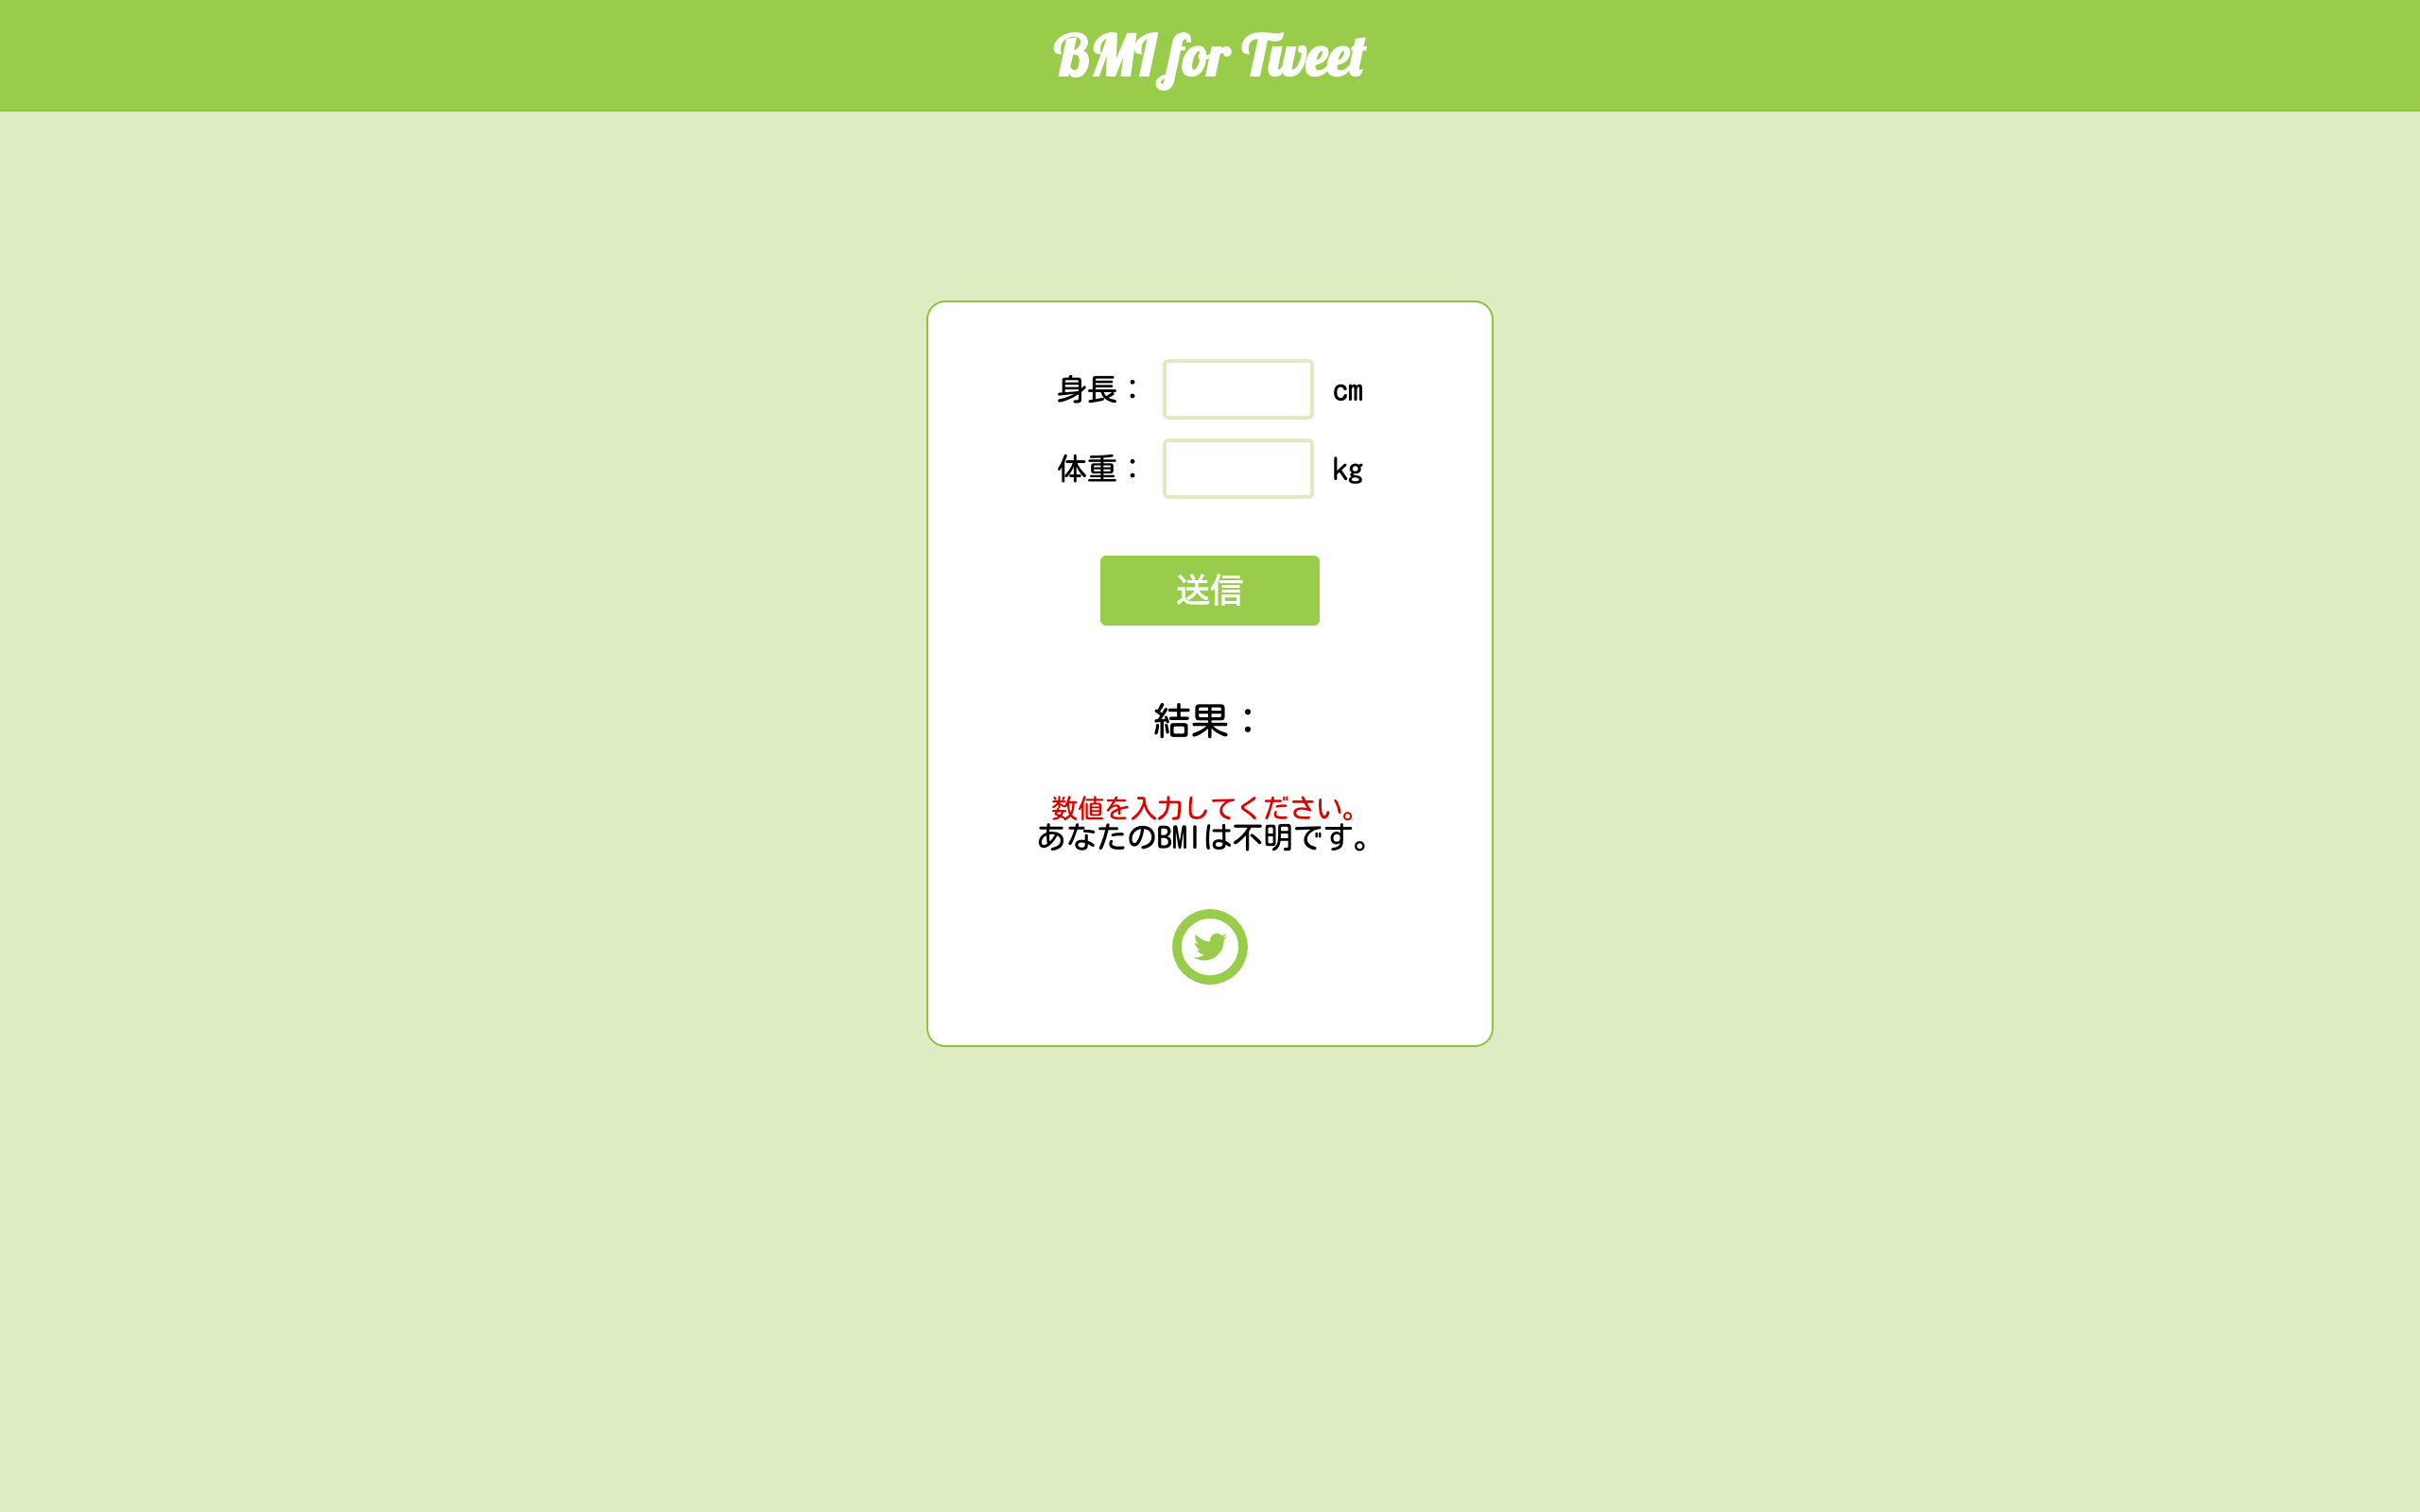 BMI for Tweet
身長： cm
体重： kg
送信
結果：
数値を入力してください。
あなたのBMIは不明です。